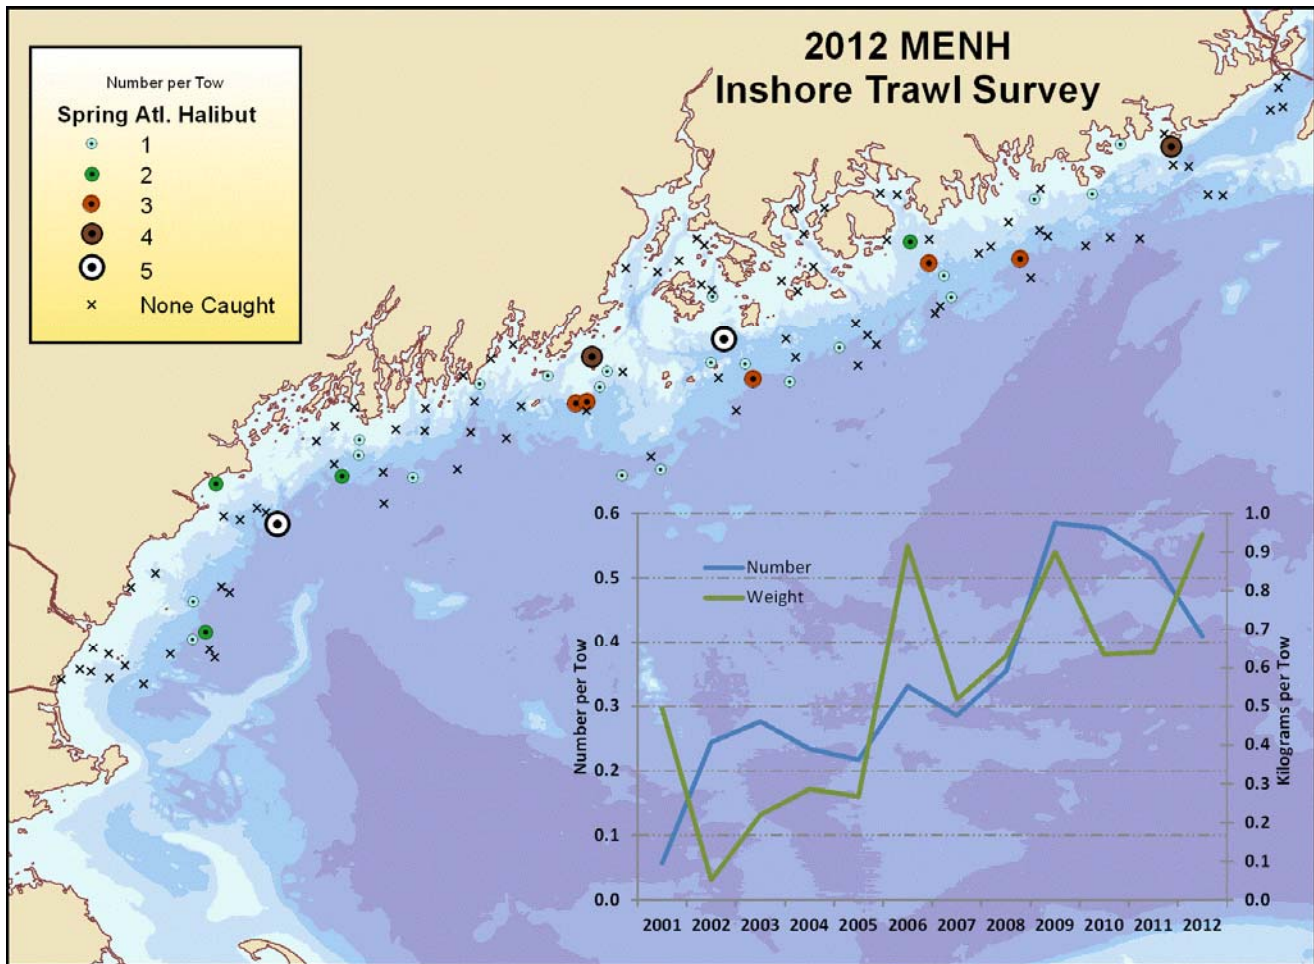 2012 MENH
Inshore Trawl Survey
Number per Tow
Spring Atl. Halibut
1
2
3
4
5
None Caught
Number
Weight
Number per Tow
0.6
0.5
0.4
0.3
0.2
0.1
0.0
Kilograms per Tow
1.0
0.9
0.8
0.7
0.6
0.5
0.4
0.3
0.2
0.1
0.0
2001 2002 2003 2004 2005 2006 2007 2008 2009 2010 2011 2012